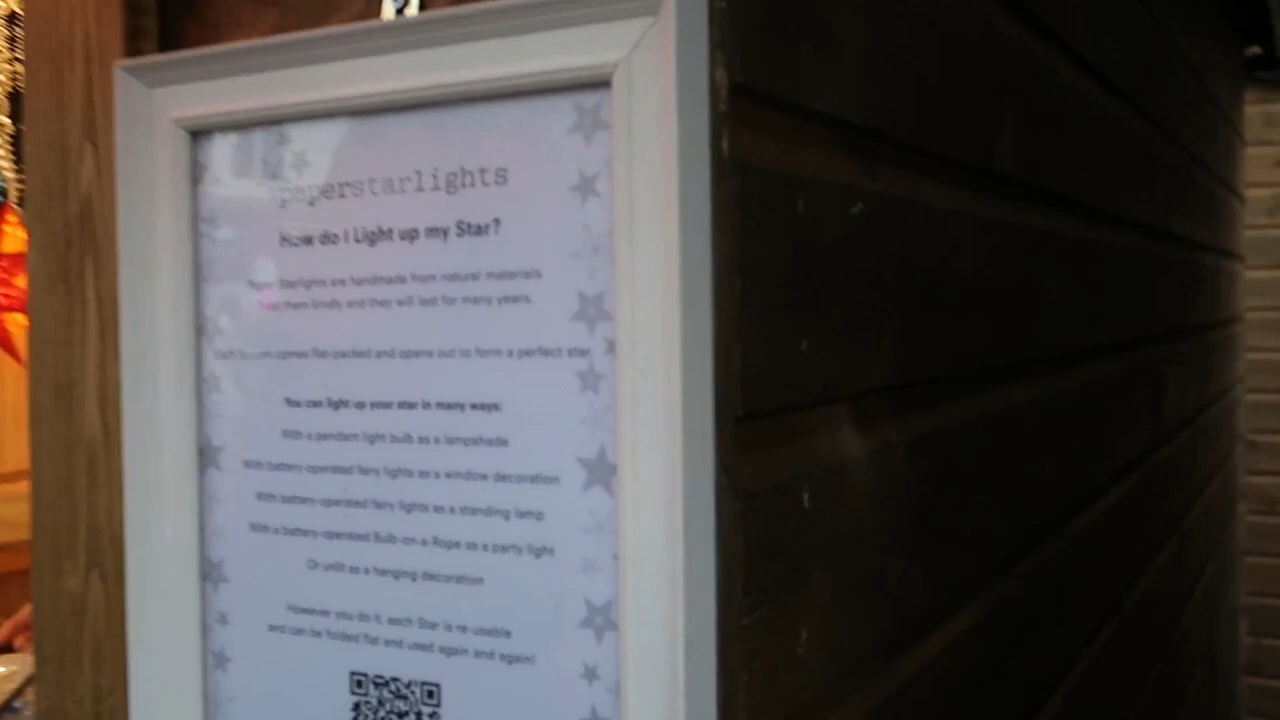 paperstarlights
How do I Light up my Star?
Paper Starlights are handmade from natural materials
them kindly and they will last for many years.
Each comes flat-packed and opens out to form a perfect star
You can light up your star in many ways:
With a pendant light bulb as a lampshade
With battery-operated fairy lights as a window decoration
With battery-operated fairy lights as a standing lamp
With a battery-operated Bulb-on-a-Rope as a party light
Or unlit as a hanging decoration
However you do it, each Star is re-usable
and can be folded flat and used again and again!